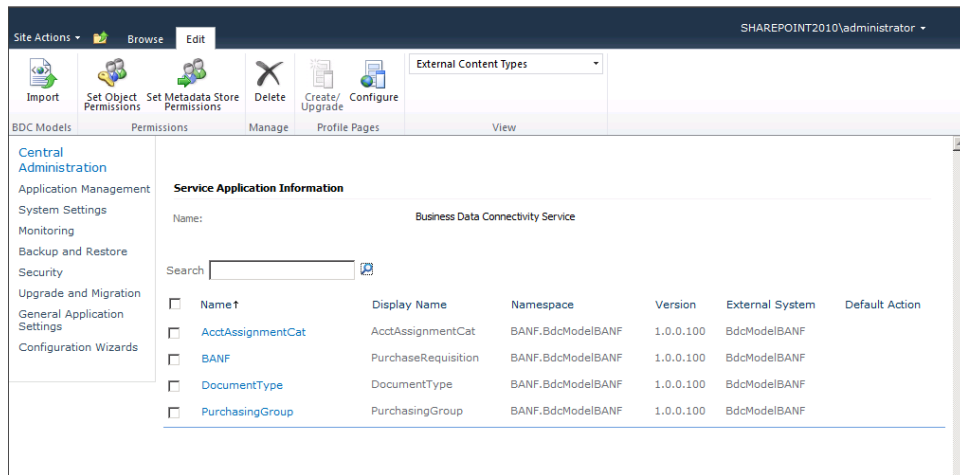 SHAREPOINT2010\administrator
Site Actions Browse Edit
External Content Types
Import Set Object Permissions Set Metadata Store Permissions Delete Create/ Upgrade Configure
BDC Models Permissions Manage Profile Pages View
Central
Administration
Application Management
System Settings
Monitoring
Backup and Restore
Security
Upgrade and Migration
General Application
Settings
Configuration Wizards
Service Application Information
Name: Business Data Connectivity Service
Search
Name↑ Display Name Namespace Version External System Default Action
AcctAssignmentCat AcctAssignmentCat BANF.BdcModelBANF 1.0.0.100 BdcModelBANF
BANF PurchaseRequisition BANF.BdcModelBANF 1.0.0.100 BdcModelBANF
DocumentType DocumentType BANF.BdcModelBANF 1.0.0.100 BdcModelBANF
PurchasingGroup PurchasingGroup BANF.BdcModelBANF 1.0.0.100 BdcModelBANF